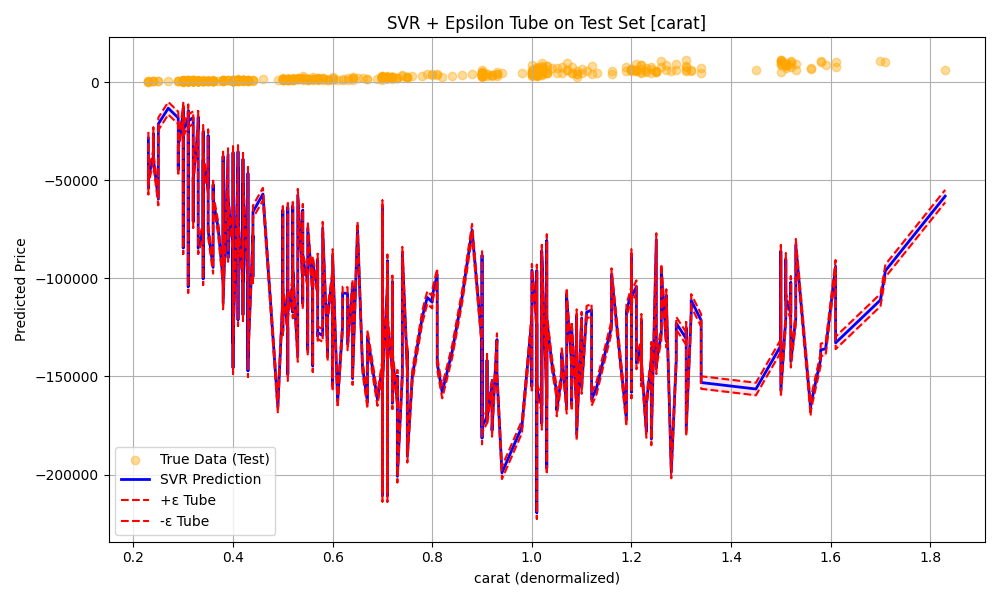 SVR + Epsilon Tube on Test Set [carat]
Predicted Price
0
−50000
−100000
−150000
−200000
True Data (Test)
SVR Prediction
+ε Tube
-ε Tube
0.2 0.4 0.6 0.8 1.0 1.2 1.4 1.6 1.8
carat (denormalized)